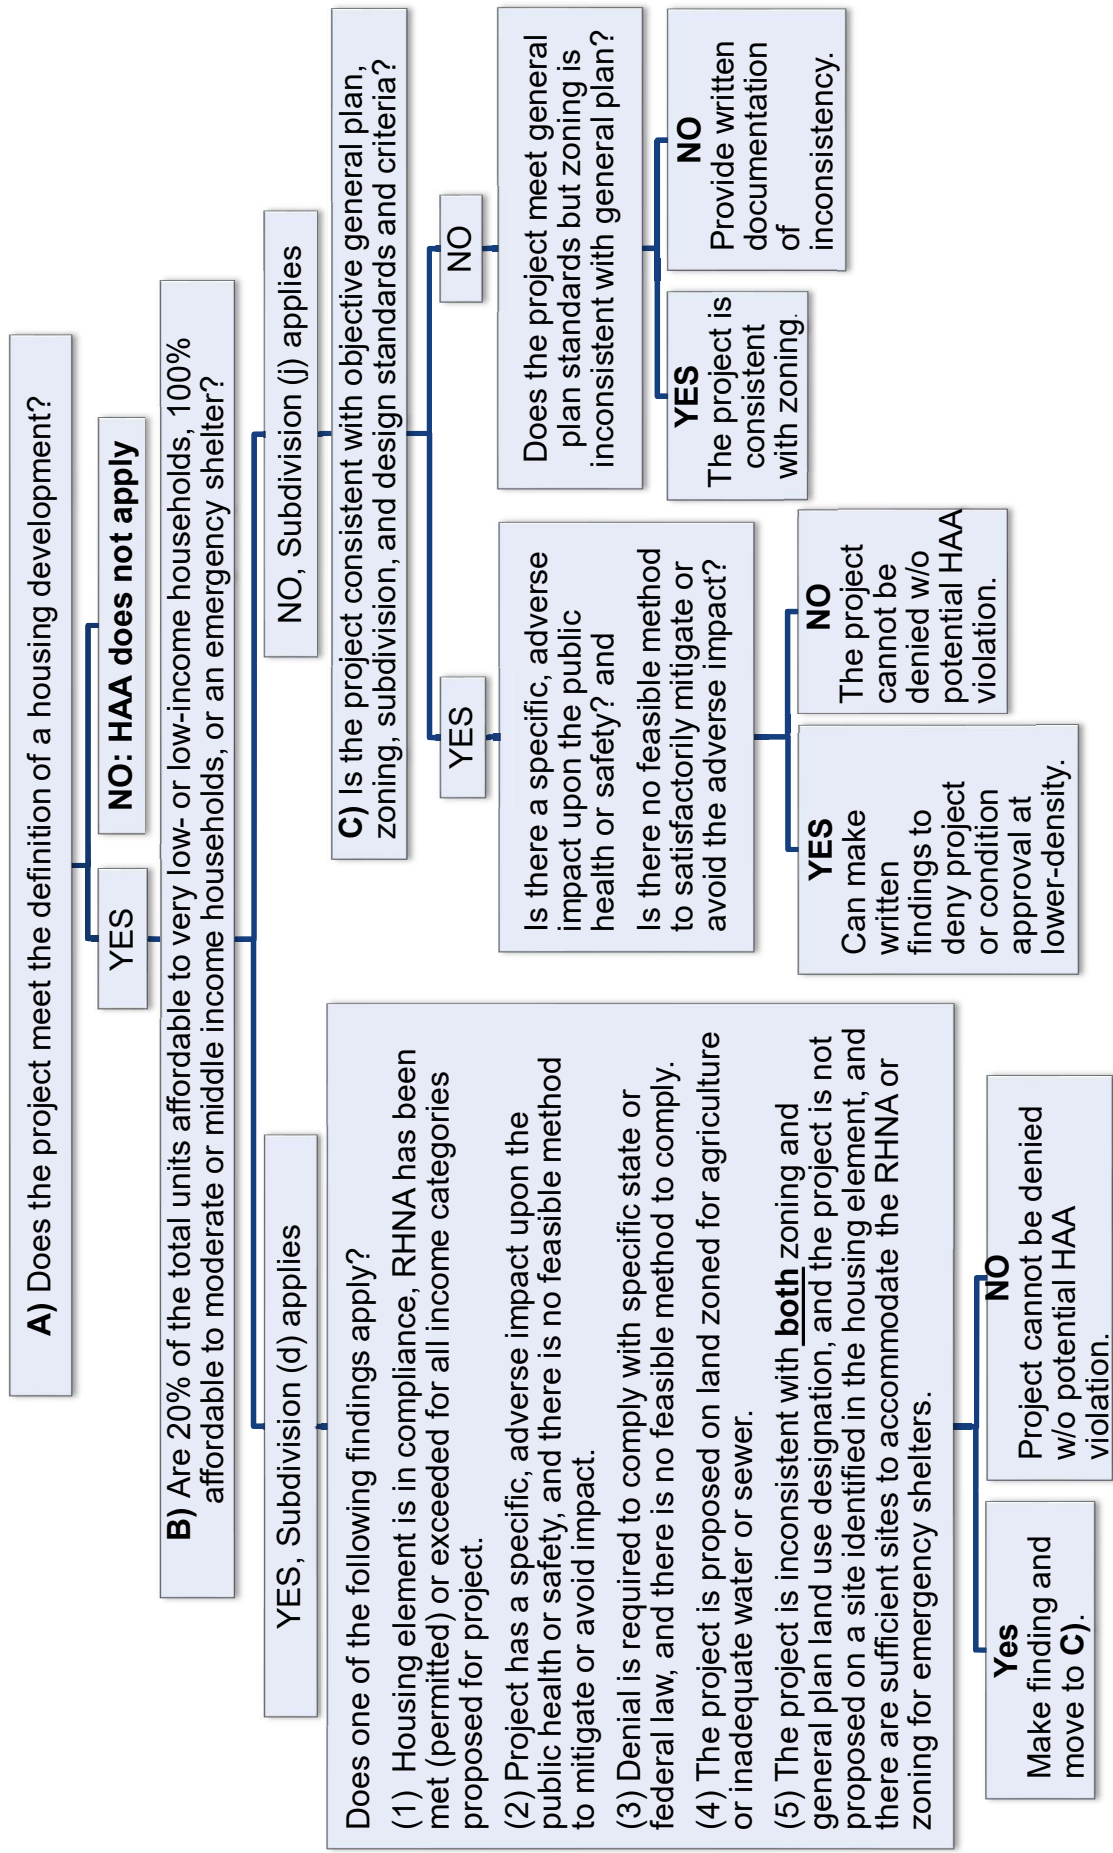 A) Does the project meet the definition of a housing development?
YES
NO: HAA does not apply
B) Are 20% of the total units affordable to very low- or low-income households, 100%
affordable to moderate or middle income households, or an emergency shelter?
YES, Subdivision (d) applies
NO, Subdivision (j) applies
Does one of the following findings apply?
(1) Housing element is in compliance, RHNA has been
met (permitted) or exceeded for all income categories
proposed for project.
(2) Project has a specific, adverse impact upon the
public health or safety, and there is no feasible method
to mitigate or avoid impact.
(3) Denial is required to comply with specific state or
federal law, and there is no feasible method to comply.
(4) The project is proposed on land zoned for agriculture
or inadequate water or sewer.
(5) The project is inconsistent with both zoning and
general plan land use designation, and the project is not
proposed on a site identified in the housing element, and
there are sufficient sites to accommodate the RHNA or
zoning for emergency shelters.
Yes
Make finding and
move to C).
NO
Project cannot be denied
w/o potential HAA
violation.
C) Is the project consistent with objective general plan,
zoning, subdivision, and design standards and criteria?
YES
NO
Is there a specific, adverse
impact upon the public
health or safety? and
Is there no feasible method
to satisfactorily mitigate or
avoid the adverse impact?
YES
Can make
written
findings to
deny project
or condition
approval at
lower-density.
NO
The project
cannot be
denied w/o
potential HAA
violation.
Does the project meet general
plan standards but zoning is
inconsistent with general plan?
YES
The project is
consistent
with zoning.
NO
Provide written
documentation
of
inconsistency.